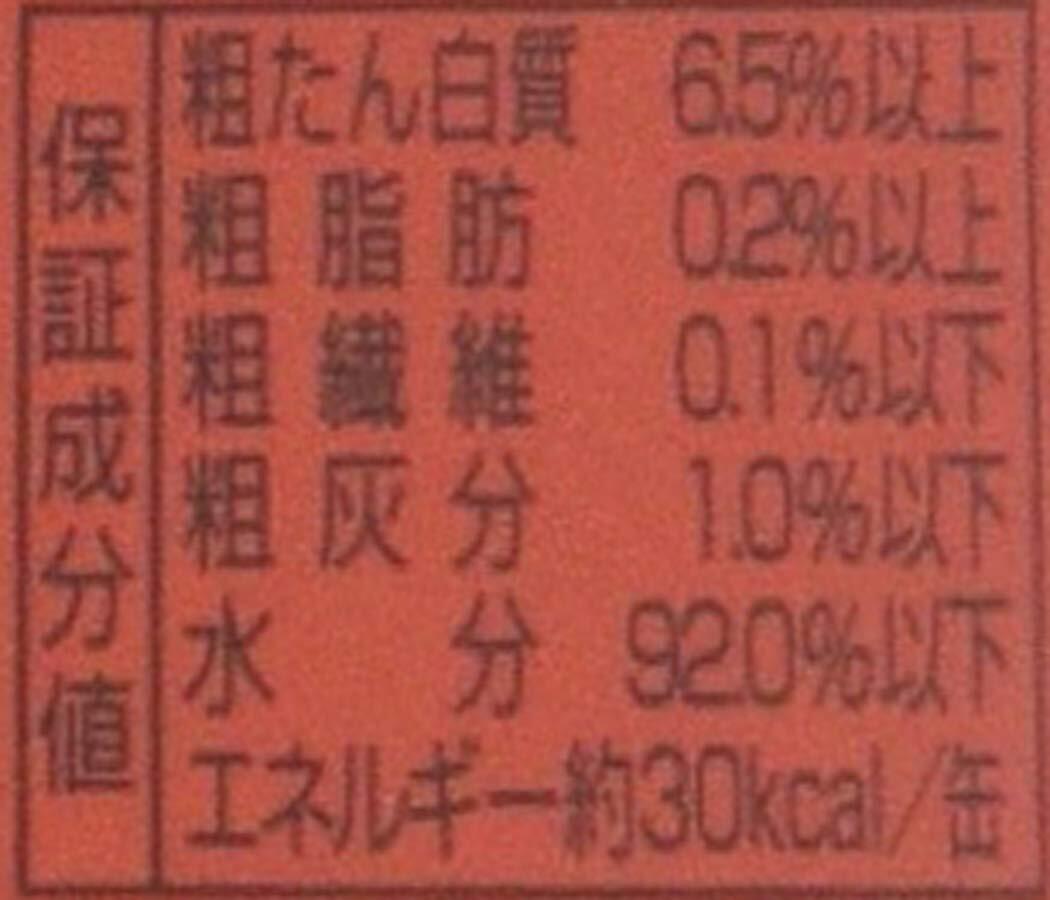 保証成分値
粗たん白質 6.5%以上
粗脂肪 0.2%以上
粗繊維 0.1%以下
粗灰分 1.0%以下
水分 92.0%以下
エネルギー約30kcal/缶